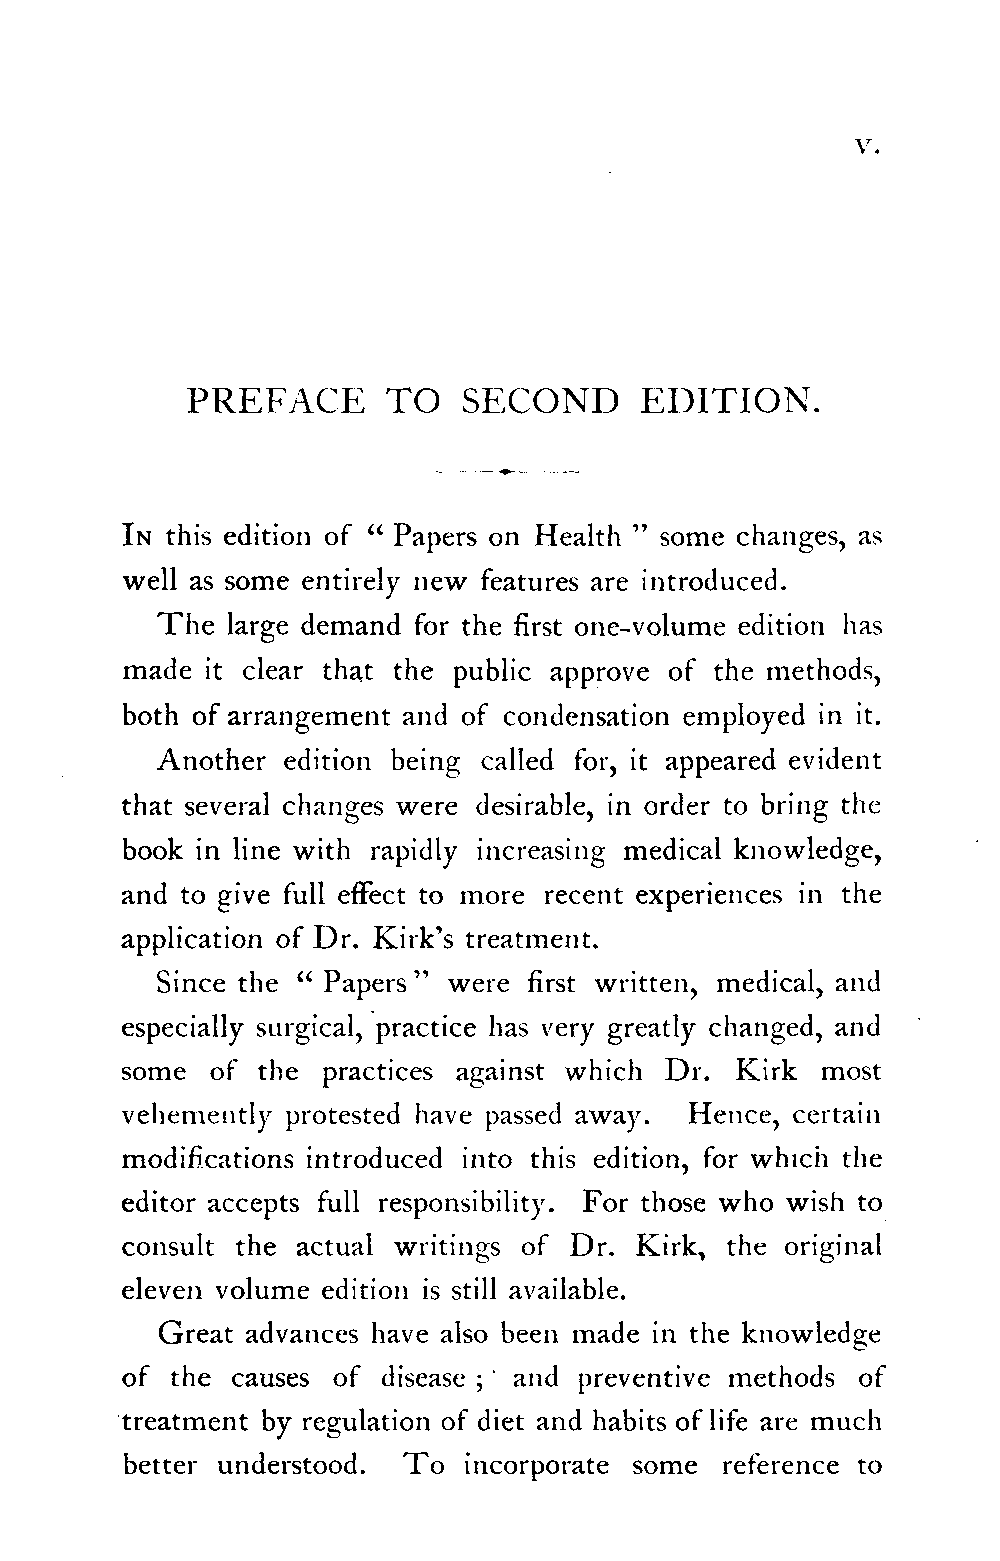 v.
PREFACE TO SECOND EDITION.
IN this edition of “ Papers on Health ” some changes, as
well as some entirely new features are introduced.
The large demand for the first one-volume edition has
made it clear that the public approve of the methods,
both of arrangement and of condensation employed in it.
Another edition being called for, it appeared evident
that several changes were desirable, in order to bring the
book in line with rapidly increasing medical knowledge,
and to give full effect to more recent experiences in the
application of Dr. Kirk’s treatment.
Since the “ Papers ” were first written, medical, and
especially surgical, practice has very greatly changed, and
some of the practices against which Dr. Kirk most
vehemently protested have passed away. Hence, certain
modifications introduced into this edition, for which the
editor accepts full responsibility. For those who wish to
consult the actual writings of Dr. Kirk, the original
eleven volume edition is still available.
Great advances have also been made in the knowledge
of the causes of disease ; and preventive methods of
treatment by regulation of diet and habits of life are much
better understood. To incorporate some reference to